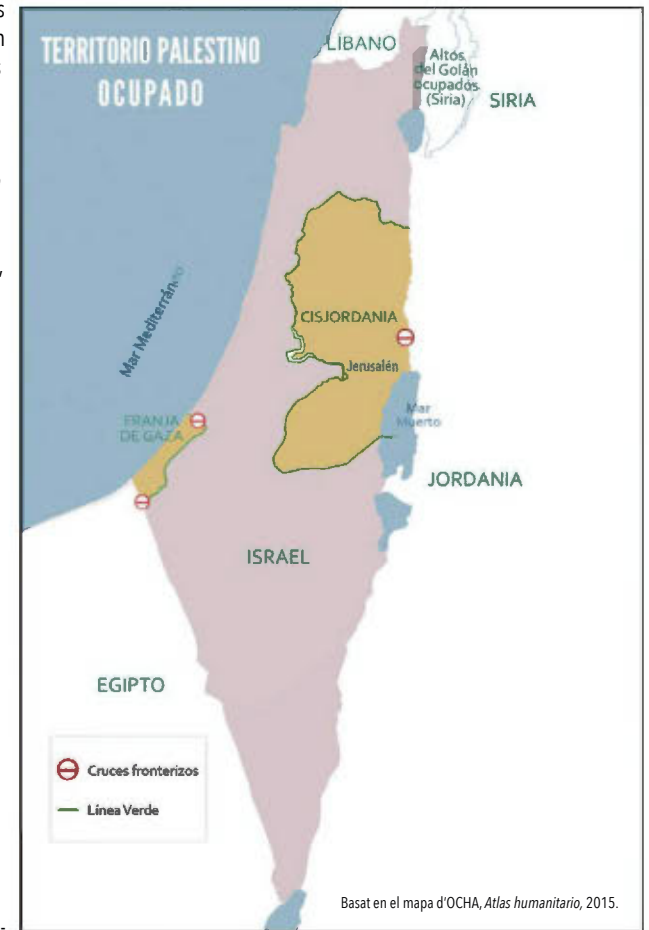 TERRITORIO PALESTINO
OCUPADO
LÍBANO
Altos
del Golán
ocupados
(Siria)
SIRIA
Mar Mediterráneo
CISJORDANIA
Jerusalén
FRANJA
DE GAZA
Mar
Muerto
JORDANIA
ISRAEL
EGIPTO
Cruces fronterizos
Línea Verde
Basat en el mapa d'OCHA, Atlas humanitario, 2015.